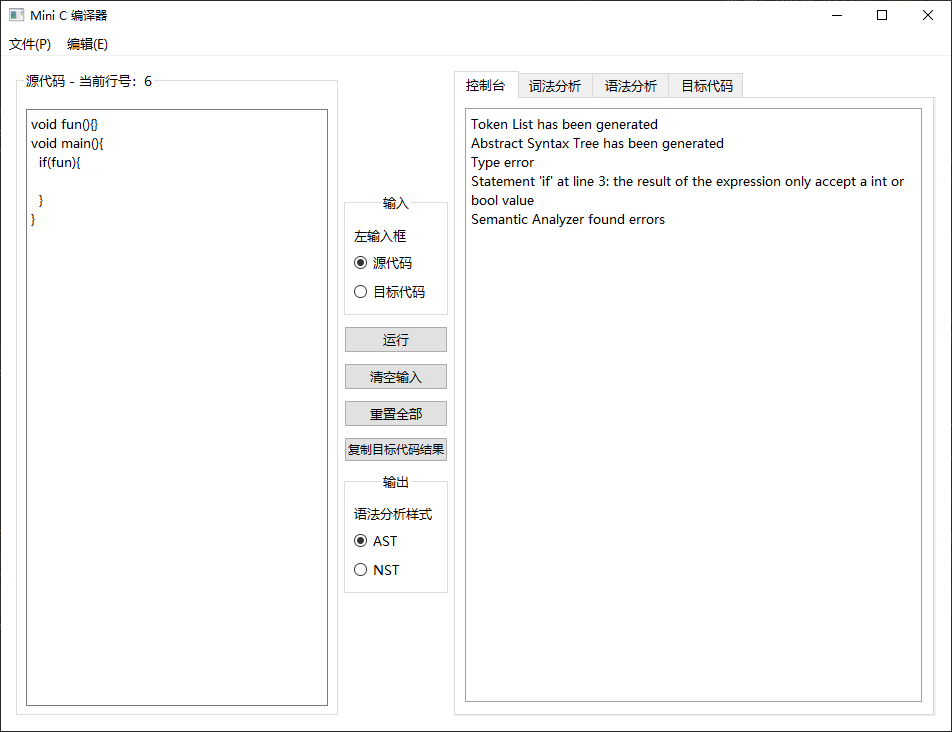 Mini C 编译器
文件(P) 编辑(E)
源代码 - 当前行号：6
void fun(){}
void main(){
if(fun){
}
}
输入
左输入框
源代码
目标代码
运行
清空输入
重置全部
复制目标代码结果
输出
语法分析样式
AST
NST
控制台 词法分析 语法分析 目标代码
Token List has been generated
Abstract Syntax Tree has been generated
Type error
Statement 'if' at line 3: the result of the expression only accept a int or
bool value
Semantic Analyzer found errors